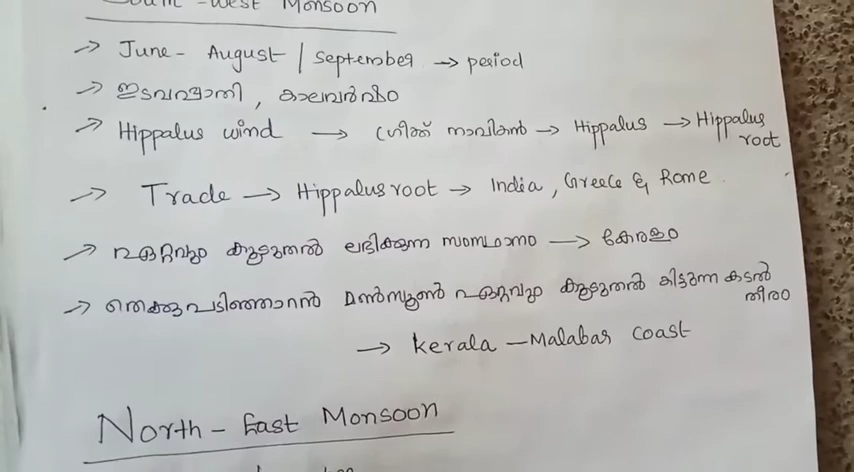 South - West Monsoon
→ June - August / September → period
→ ഇടവപ്പാതി, കാലവർഷം
→ Hippalus wind → ഗ്രീക്ക് നാവികൻ → Hippalus → Hippalus root
→ Trade → Hippalus root → India, Greece & Rome
→ ഏറ്റവും കൂടുതൽ ലഭിക്കുന്ന സംസ്ഥാനം → കേരളം
→ തെക്കുപടിഞ്ഞാറൻ മൺസൂൺ ഏറ്റവും കൂടുതൽ കിട്ടുന്ന കടൽ തീരം
→ Kerala - Malabar Coast
North - East Monsoon